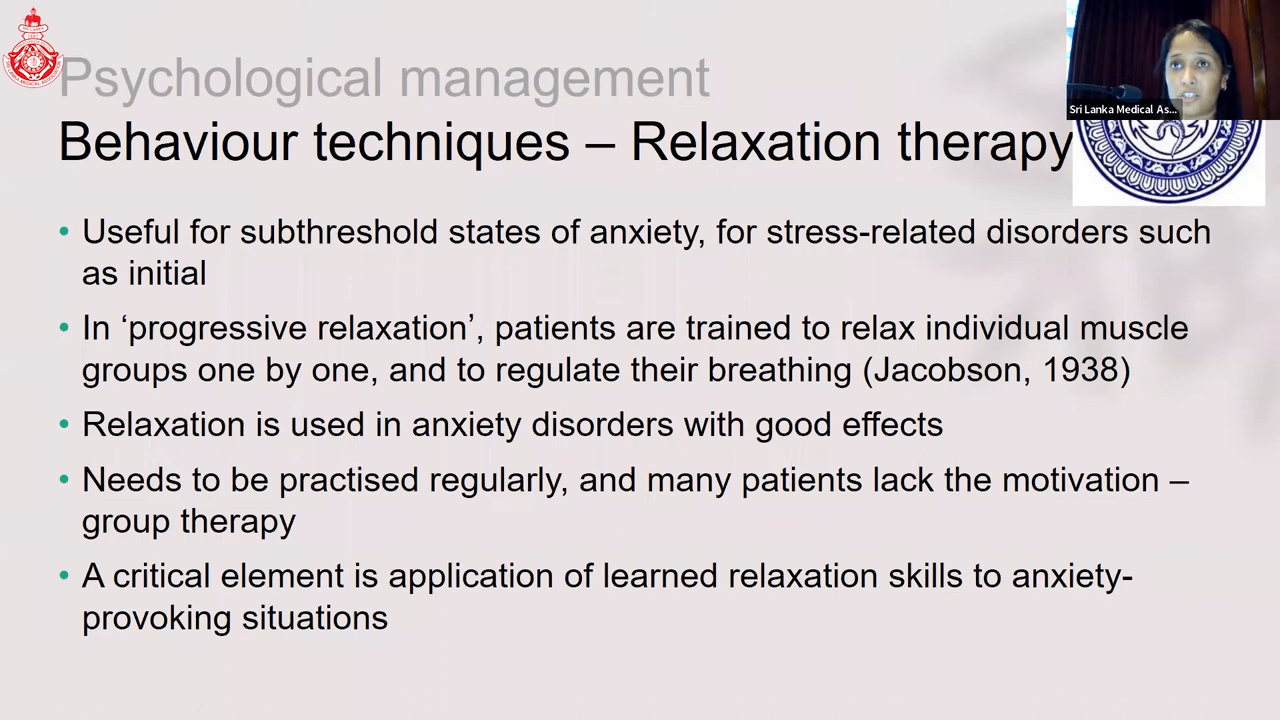 Psychological management
Sri Lanka Medical As...
Behaviour techniques – Relaxation therapy
• Useful for subthreshold states of anxiety, for stress-related disorders such
as initial
• In ‘progressive relaxation’, patients are trained to relax individual muscle
groups one by one, and to regulate their breathing (Jacobson, 1938)
• Relaxation is used in anxiety disorders with good effects
• Needs to be practised regularly, and many patients lack the motivation –
group therapy
• A critical element is application of learned relaxation skills to anxiety-
provoking situations